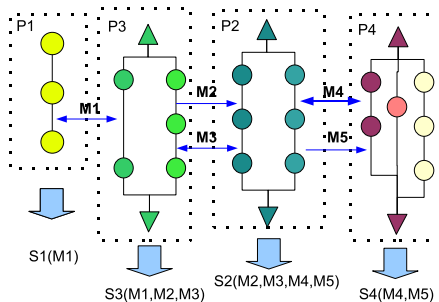 P1
P3
P2
P4
M1
M2
M3
M4
M5
S1(M1)
S3(M1,M2,M3)
S2(M2,M3,M4,M5)
S4(M4,M5)